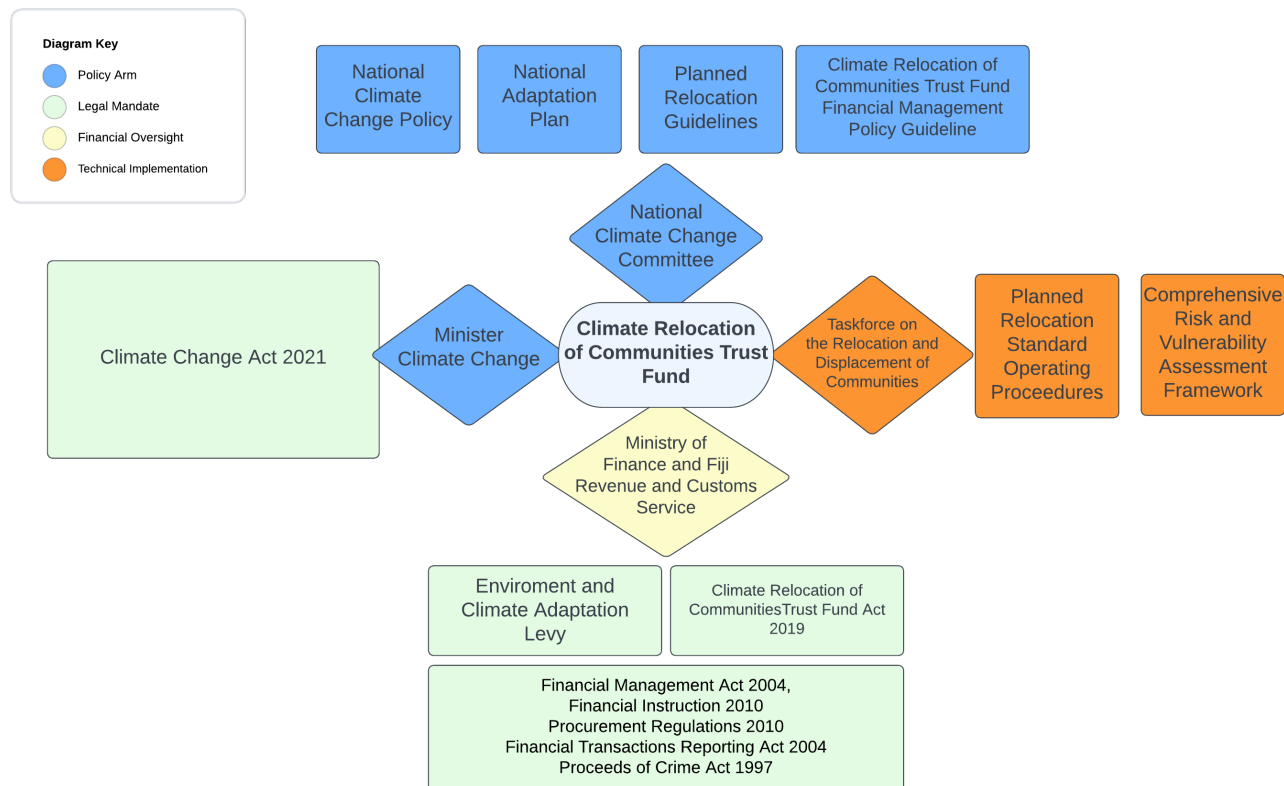 Diagram Key
Policy Arm
Legal Mandate
Financial Oversight
Technical Implementation
National
Climate
Change Policy
National
Adaptation
Plan
Planned
Relocation
Guidelines
Climate Relocation of
Communities Trust Fund
Financial Management
Policy Guideline
National
Climate Change
Committee
Climate Change Act 2021
Minister
Climate Change
Climate Relocation
of Communities Trust
Fund
Taskforce on
the Relocation and
Displacement of
Communities
Planned
Relocation
Standard
Operating
Proceedures
Comprehensive
Risk and
Vulnerability
Assessment
Framework
Ministry of
Finance and Fiji
Revenue and Customs
Service
Enviroment and
Climate Adaptation
Levy
Climate Relocation of
CommunitiesTrust Fund Act
2019
Financial Management Act 2004,
Financial Instruction 2010
Procurement Regulations 2010
Financial Transactions Reporting Act 2004
Proceeds of Crime Act 1997